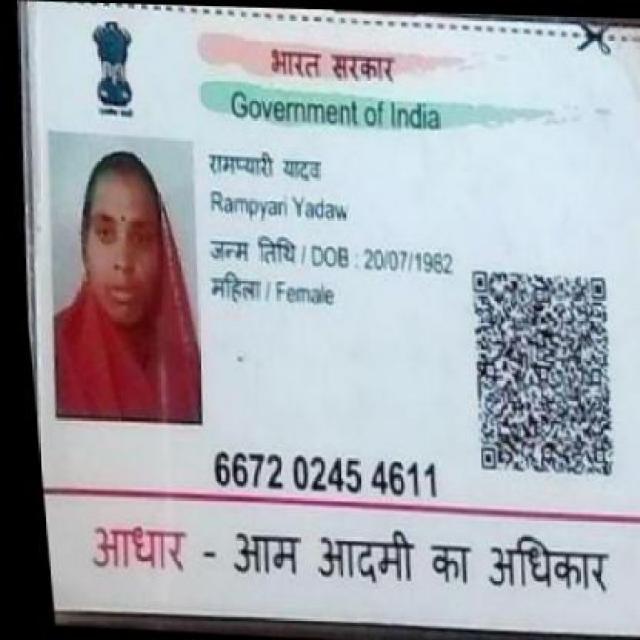 भारत सरकार
Government of India
रामप्यारी यादव
Rampyari Yadaw
जन्म तिथि / DOB : 20/07/1982
महिला / Female
6672 0245 4611
आधार - आम आदमी का अधिकार